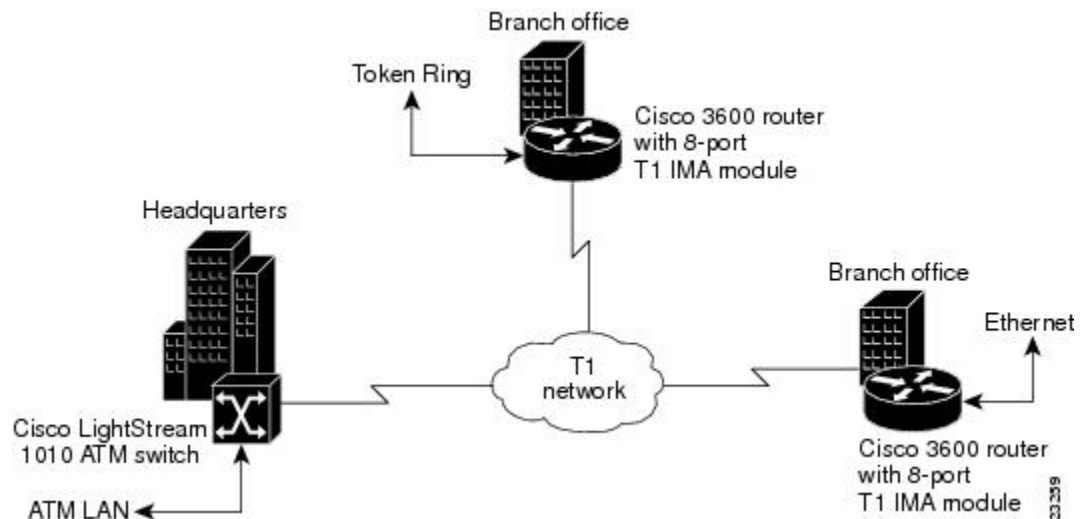 Branch office
Token Ring
Cisco 3600 router
with 8-port
T1 IMA module
Headquarters
Branch office
Ethernet
T1
network
Cisco LightStream
1010 ATM switch
Cisco 3600 router
with 8-port
T1 IMA module
ATM LAN
23239